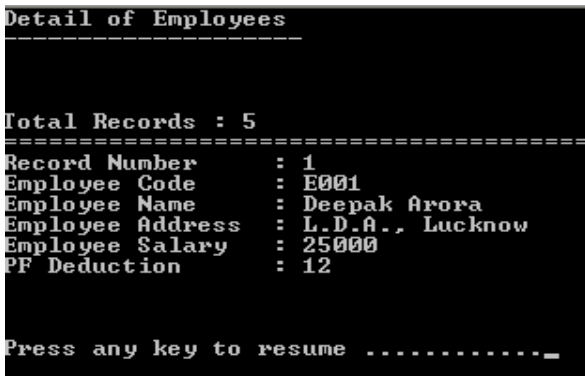 Detail of Employees
--------------------
Total Records : 5
========================================
Record Number : 1
Employee Code : E001
Employee Name : Deepak Arora
Employee Address : L.D.A., Lucknow
Employee Salary : 25000
PF Deduction : 12
Press any key to resume ............_